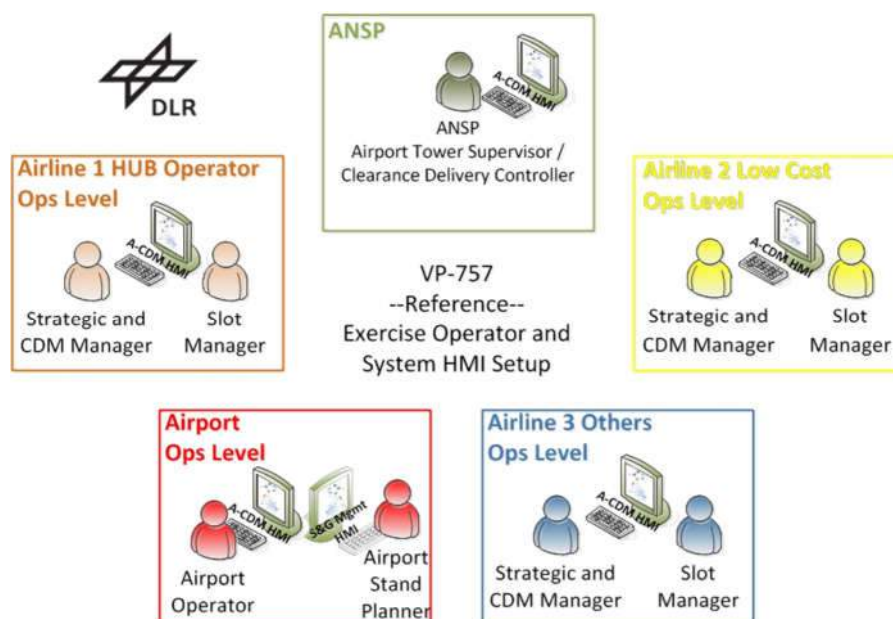 DLR
ANSP
A-CDM HMI
ANSP
Airport Tower Supervisor /
Clearance Delivery Controller
Airline 1 HUB Operator
Ops Level
A-CDM HMI
Strategic and
CDM Manager
Slot
Manager
VP-757
--Reference--
Exercise Operator and
System HMI Setup
Airline 2 Low Cost
Ops Level
A-CDM HMI
Strategic and
CDM Manager
Slot
Manager
Airport
Ops Level
A-CDM HMI
S&G Mgmt
HMI
Airport
Operator
Airport
Stand
Planner
Airline 3 Others
Ops Level
A-CDM HMI
Strategic and
CDM Manager
Slot
Manager